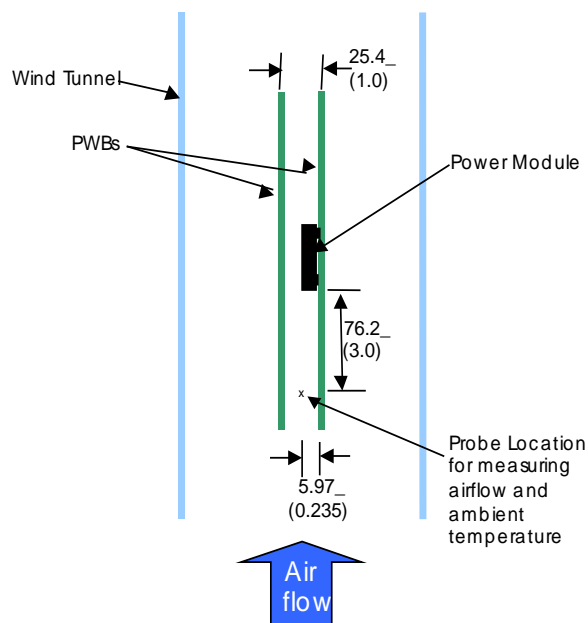 25.4_
(1.0)
Wind Tunnel
PWBs
Power Module
76.2_
(3.0)
x
Probe Location
for measuring
airflow and
ambient
temperature
5.97_
(0.235)
Air
flow